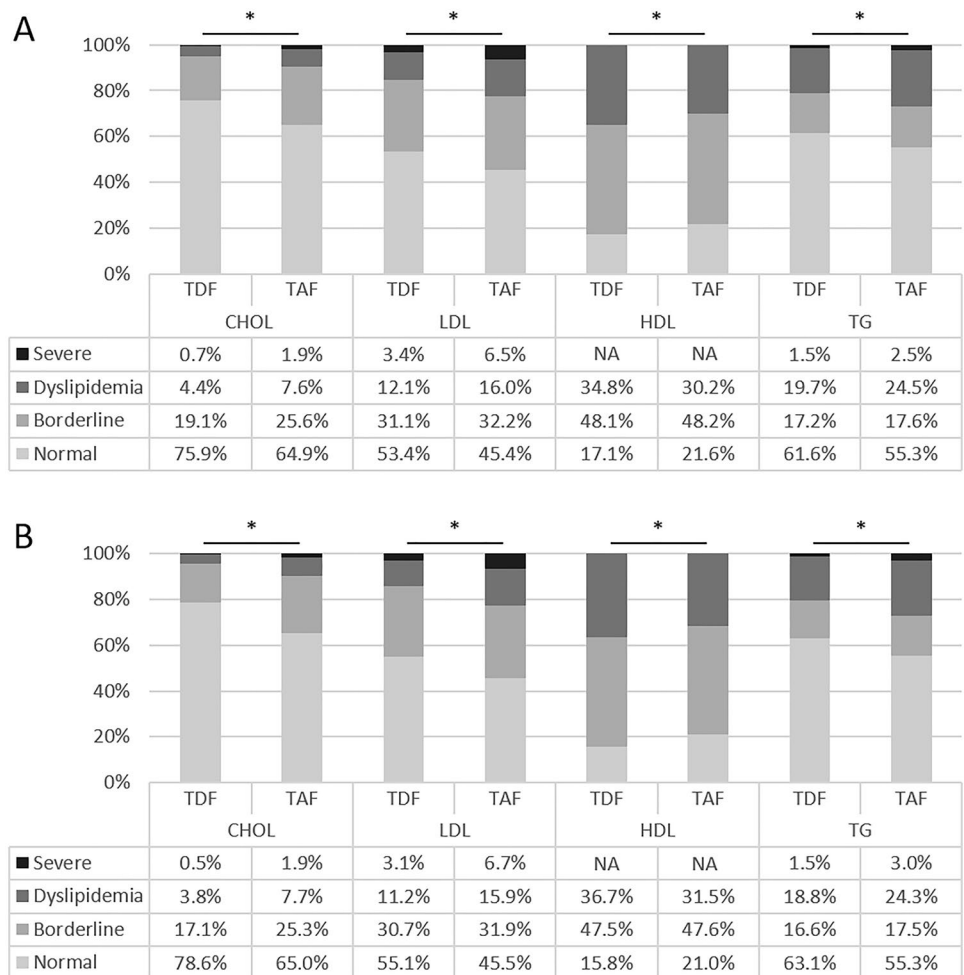 A
* * * *
100%
80%
60%
40%
20%
0%
TDF TAF TDF TAF TDF TAF TDF TAF
CHOL LDL HDL TG
Severe 0.7% 1.9% 3.4% 6.5% NA NA 1.5% 2.5%
Dyslipidemia 4.4% 7.6% 12.1% 16.0% 34.8% 30.2% 19.7% 24.5%
Borderline 19.1% 25.6% 31.1% 32.2% 48.1% 48.2% 17.2% 17.6%
Normal 75.9% 64.9% 53.4% 45.4% 17.1% 21.6% 61.6% 55.3%
B
* * * *
100%
80%
60%
40%
20%
0%
TDF TAF TDF TAF TDF TAF TDF TAF
CHOL LDL HDL TG
Severe 0.5% 1.9% 3.1% 6.7% NA NA 1.5% 3.0%
Dyslipidemia 3.8% 7.7% 11.2% 15.9% 36.7% 31.5% 18.8% 24.3%
Borderline 17.1% 25.3% 30.7% 31.9% 47.5% 47.6% 16.6% 17.5%
Normal 78.6% 65.0% 55.1% 45.5% 15.8% 21.0% 63.1% 55.3%